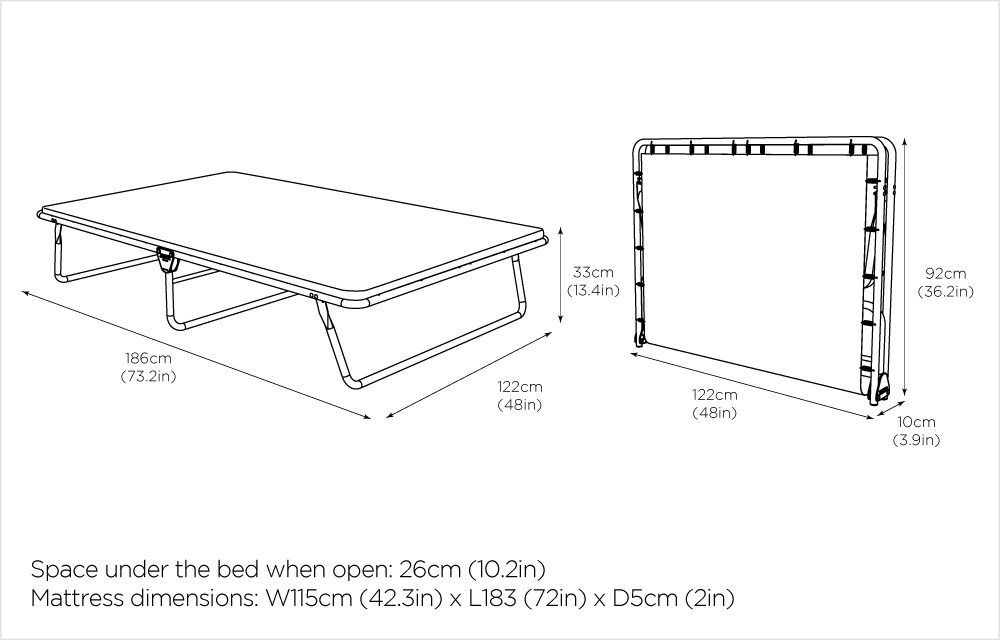 33cm
(13.4in)
186cm
(73.2in)
122cm
(48in)
92cm
(36.2in)
122cm
(48in)
10cm
(3.9in)
Space under the bed when open: 26cm (10.2in)
Mattress dimensions: W115cm (42.3in) x L183 (72in) x D5cm (2in)